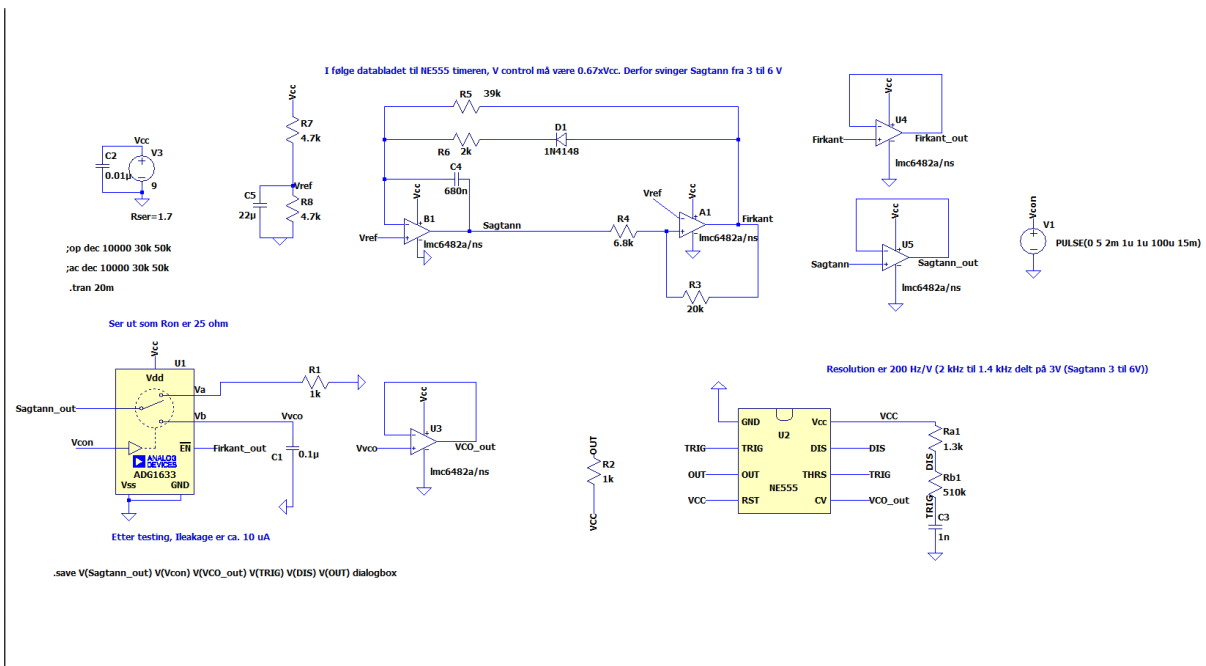 I følge databladet til NE555 timeren, V control må være 0.67xVcc. Derfor svinger Sagtann fra 3 til 6 V
Vcc
C2
0.01µ
V3
9
Rser=1.7
Vcc
R7
4.7k
Vref
C5
22µ
R8
4.7k
R5 39k
R6 2k
D1
1N4148
C4
680n
Vcc
B1
Vref
lmc6482a/ns
Sagtann
R4
6.8k
Vref
Vcc
A1
Firkant
lmc6482a/ns
R3
20k
Vcc
U4
Firkant
Firkant_out
lmc6482a/ns
Vcc
U5
Sagtann
Sagtann_out
lmc6482a/ns
Vcon
V1
PULSE(0 5 2m 1u 1u 100u 15m)
;op dec 10000 30k 50k
;ac dec 10000 30k 50k
.tran 20m
Ser ut som Ron er 25 ohm
Vcc
U1
Vdd
Va
Sagtann_out
Vb
Vcon
EN
Firkant_out
ANALOG
DEVICES
ADG1633
Vss GND
R1
1k
Vvco
C1
0.1µ
Vcc
U3
Vvco
VCO_out
lmc6482a/ns
Etter testing, Ileakage er ca. 10 uA
OUT
R2
1k
VCC
Resolution er 200 Hz/V (2 kHz til 1.4 kHz delt på 3V (Sagtann 3 til 6V))
GND Vcc VCC
U2
TRIG TRIG DIS DIS
OUT OUT THRS TRIG
NE555
VCC RST CV VCO_out
Ra1
1.3k
DIS
Rb1
510k
TRIG
C3
1n
.save V(Sagtann_out) V(Vcon) V(VCO_out) V(TRIG) V(DIS) V(OUT) dialogbox